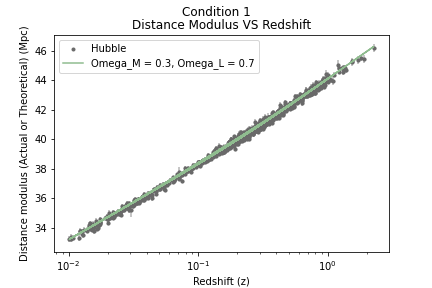 Condition 1
Distance Modulus VS Redshift
Hubble
Omega_M = 0.3, Omega_L = 0.7
Distance modulus (Actual or Theoretical) (Mpc)
46
44
42
40
38
36
34
10⁻² 10⁻¹ 10⁰
Redshift (z)